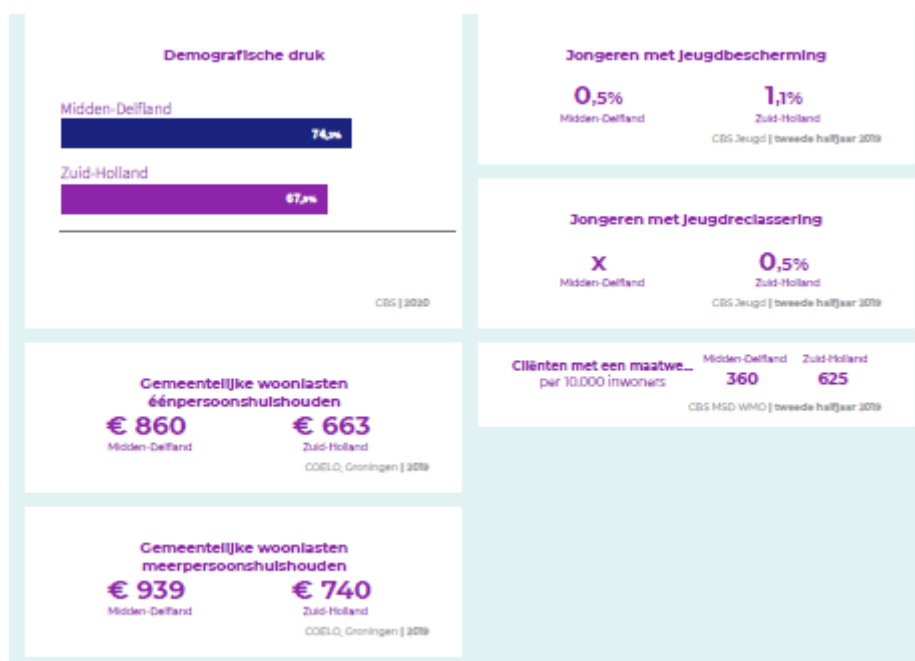 Demografische druk
Midden-Delfland
74,
Zuid-Holland
67,
CBS | 2020
Gemeentelijke woonlasten
éénpersoonshuishouden
€ 860
€ 663
Midden-Delfland
Zuid-Holland
COELO, Groningen | 2019
Gemeentelijke woonlasten
meerpersoonshuishouden
€ 939
€ 740
Midden-Delfland
Zuid-Holland
COELO, Groningen | 2019
Jongeren met jeugdbescherming
0,5%
1,1%
Midden-Delfland
Zuid-Holland
CBS Jeugd | tweede halfjaar 2019
Jongeren met jeugdreclassering
x
0,5%
Midden-Delfland
Zuid-Holland
CBS Jeugd | tweede halfjaar 2019
Cliënten met een maatwe...
per 10.000 inwoners
Midden-Delfland
Zuid-Holland
360
625
CBS MSD WMO | tweede halfjaar 2019